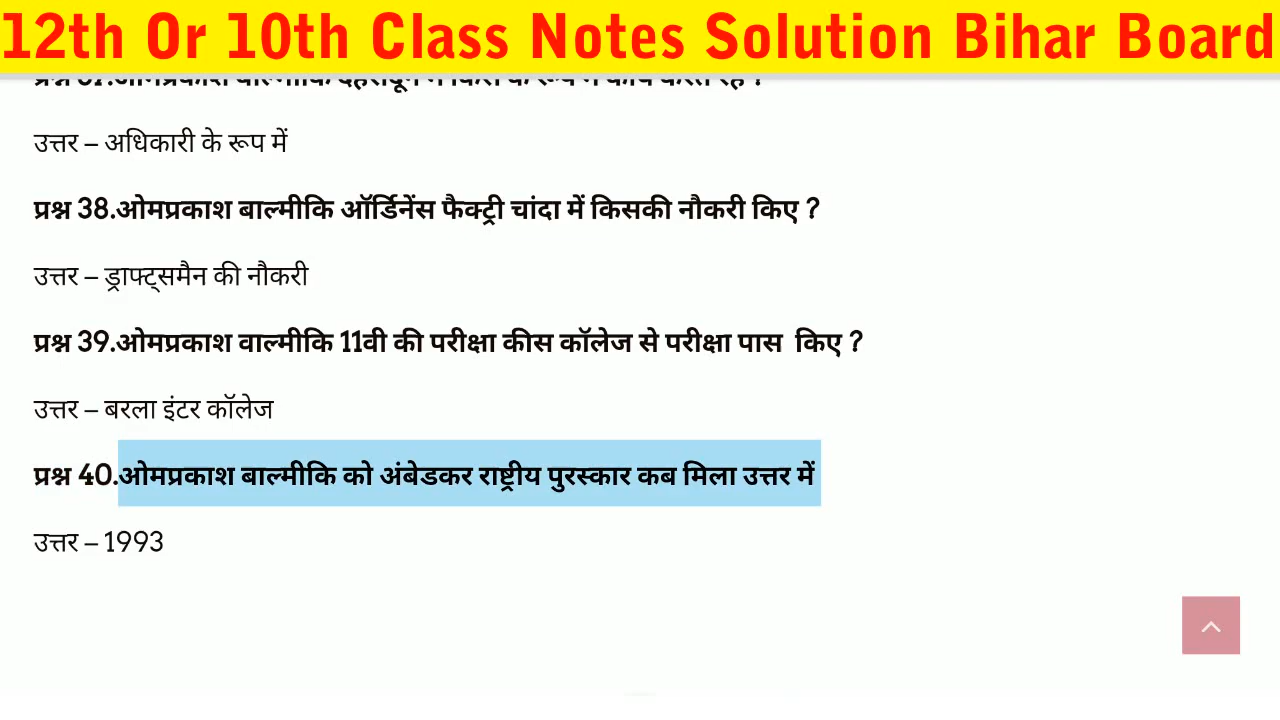 12th Or 10th Class Notes Solution Bihar Board
उत्तर – अधिकारी के रूप में
प्रश्न 38.ओमप्रकाश बाल्मीकि ऑर्डिनेंस फैक्ट्री चांदा में किसकी नौकरी किए ?
उत्तर – ड्राफ्ट्समैन की नौकरी
प्रश्न 39.ओमप्रकाश वाल्मीकि 11वी की परीक्षा कीस कॉलेज से परीक्षा पास  किए ?
उत्तर – बरला इंटर कॉलेज
प्रश्न 40.ओमप्रकाश बाल्मीकि को अंबेडकर राष्ट्रीय पुरस्कार कब मिला उत्तर में
उत्तर – 1993